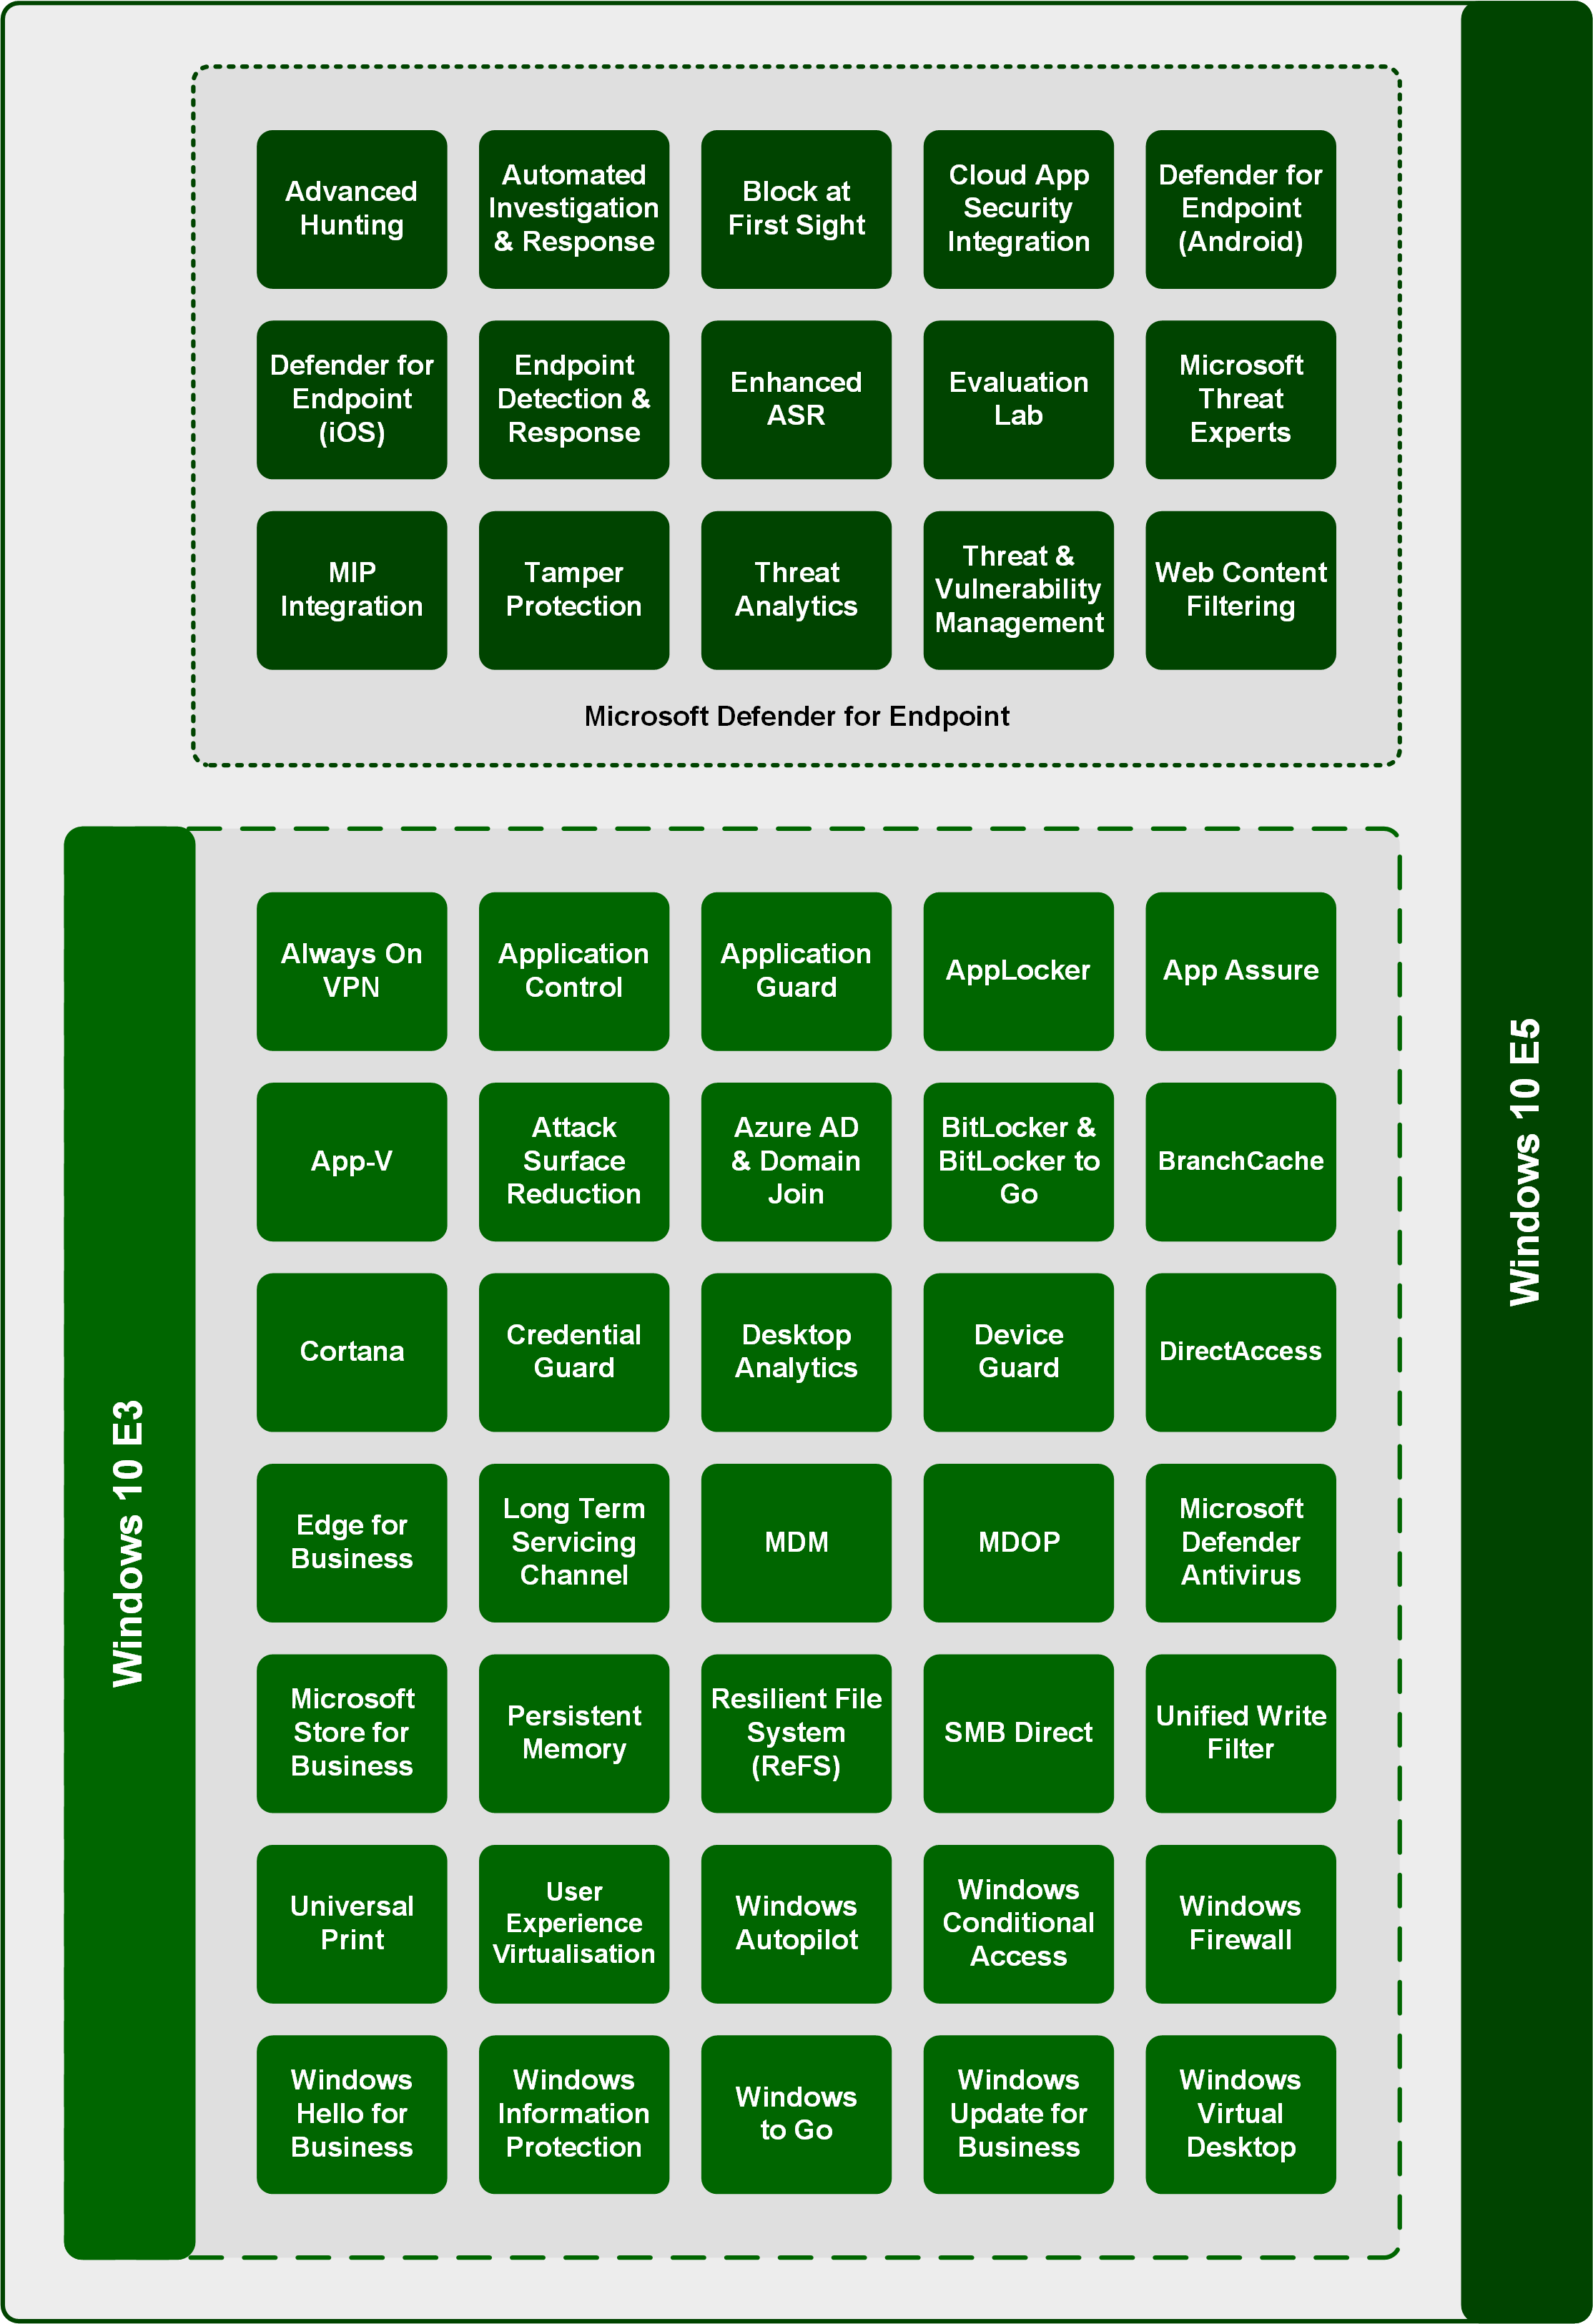 Advanced
Hunting
Automated
Investigation
& Response
Block at
First Sight
Cloud App
Security
Integration
Defender for
Endpoint
(Android)
Defender for
Endpoint
(iOS)
Endpoint
Detection &
Response
Enhanced
ASR
Evaluation
Lab
Microsoft
Threat
Experts
MIP
Integration
Tamper
Protection
Threat
Analytics
Threat &
Vulnerability
Management
Web Content
Filtering
Microsoft Defender for Endpoint
Windows 10 E5
Windows 10 E3
Always On
VPN
Application
Control
Application
Guard
AppLocker
App Assure
App-V
Attack
Surface
Reduction
Azure AD
& Domain
Join
BitLocker &
BitLocker to
Go
BranchCache
Cortana
Credential
Guard
Desktop
Analytics
Device
Guard
DirectAccess
Edge for
Business
Long Term
Servicing
Channel
MDM
MDOP
Microsoft
Defender
Antivirus
Microsoft
Store for
Business
Persistent
Memory
Resilient File
System
(ReFS)
SMB Direct
Unified Write
Filter
Universal
Print
User
Experience
Virtualisation
Windows
Autopilot
Windows
Conditional
Access
Windows
Firewall
Windows
Hello for
Business
Windows
Information
Protection
Windows
to Go
Windows
Update for
Business
Windows
Virtual
Desktop